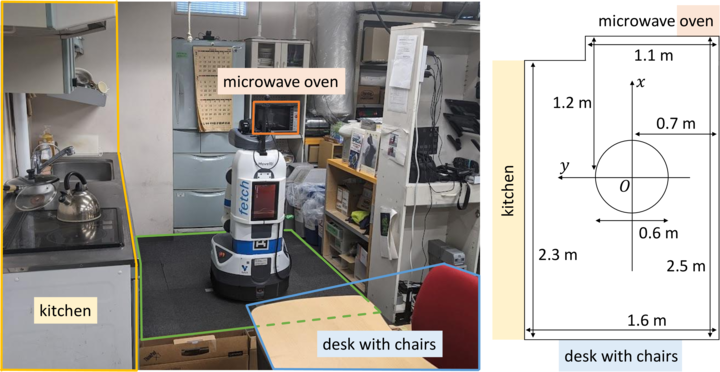 microwave oven
fetch
kitchen
desk with chairs
microwave oven
1.1 m
x
1.2 m
0.7 m
y
O
kitchen
0.6 m
2.3 m
2.5 m
1.6 m
desk with chairs